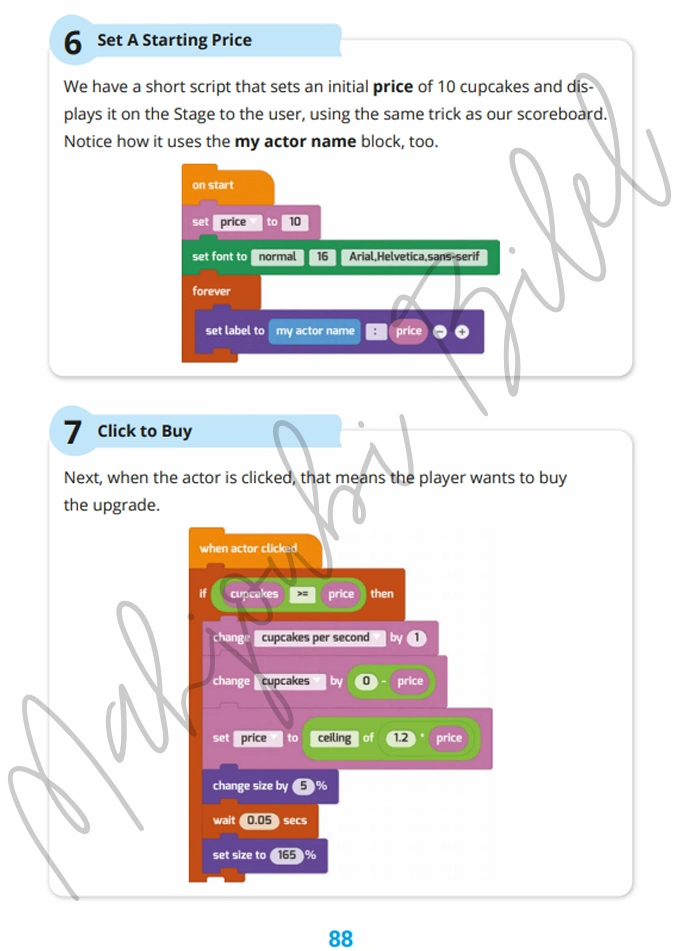 6 Set A Starting Price
We have a short script that sets an initial price of 10 cupcakes and dis-
plays it on the Stage to the user, using the same trick as our scoreboard.
Notice how it uses the my actor name block, too.
on start
set price to 10
set font to normal 16 Arial,Helvetica,sans-serif
forever
set label to my actor name : price - +
7 Click to Buy
Next, when the actor is clicked, that means the player wants to buy
the upgrade.
when actor clicked
if cupcakes >= price then
change cupcakes per second by 1
change cupcakes by 0 - price
set price to ceiling of 1.2 * price
change size by 5 %
wait 0.05 secs
set size to 165 %
88
Mahjoubi Bilel